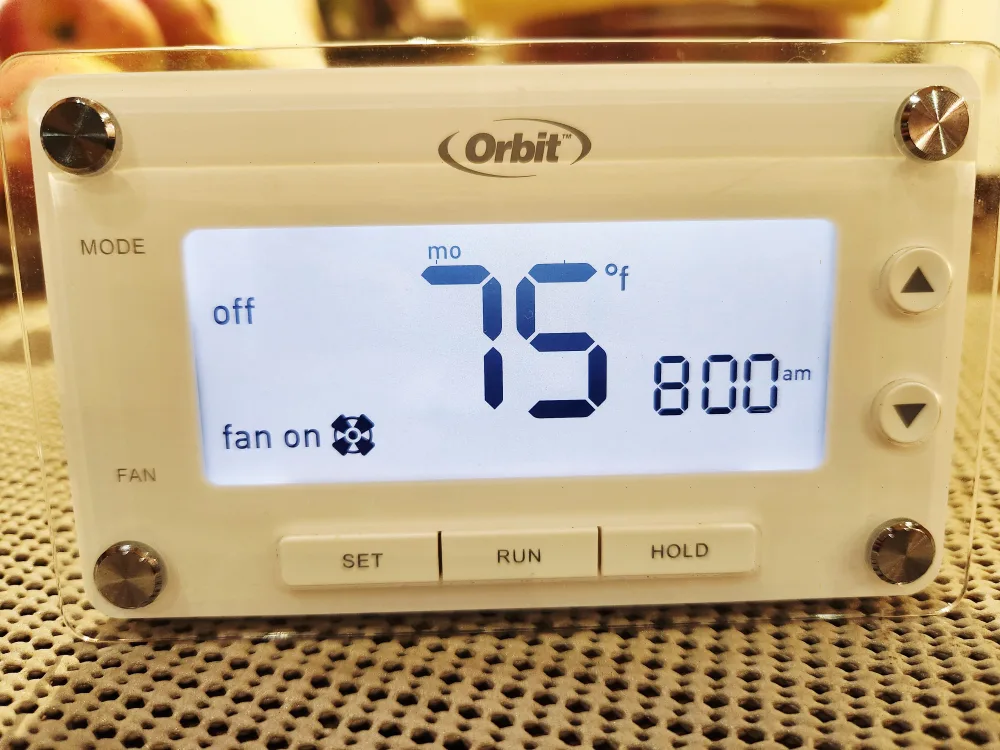 Orbit™
MODE
mo
75°f
off
800am
fan on
FAN
SET
RUN
HOLD